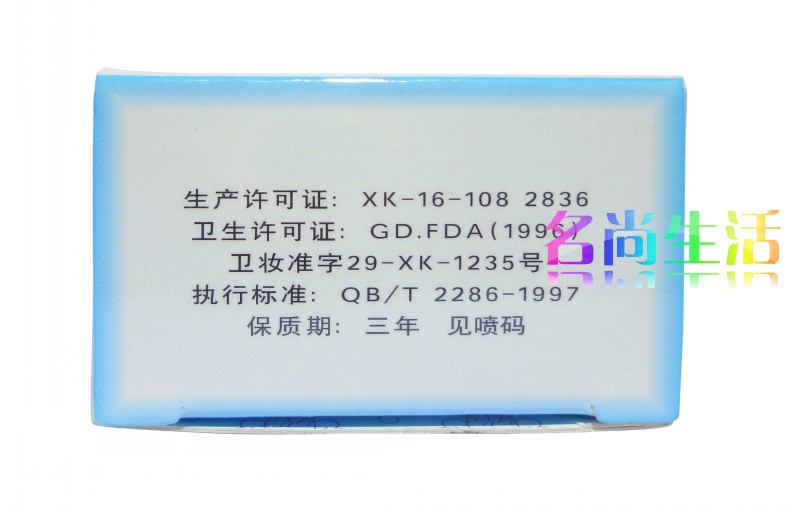 生产许可证: XK-16-108 2836
卫生许可证: GD.FDA(1996)
卫妆准字29-XK-1235号
执行标准: QB/T 2286-1997
保质期: 三年 见喷码
名尚生活